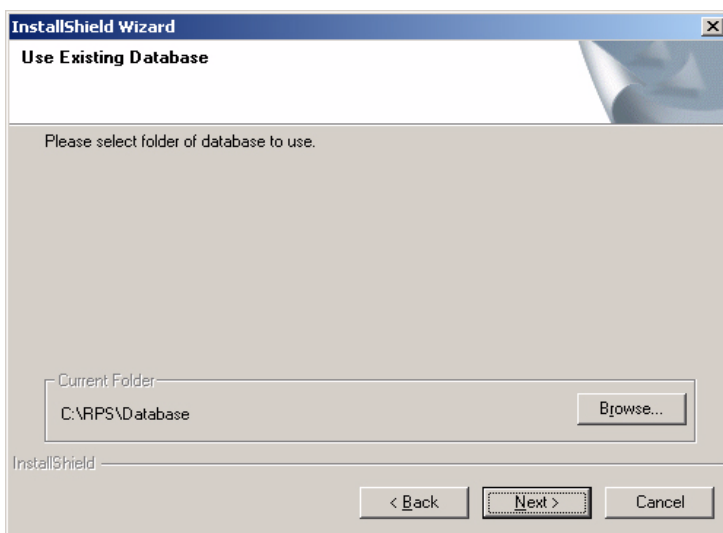 InstallShield Wizard
Use Existing Database
Please select folder of database to use.
Current Folder
C:\RPS\Database
Browse...
InstallShield
< Back
Next >
Cancel